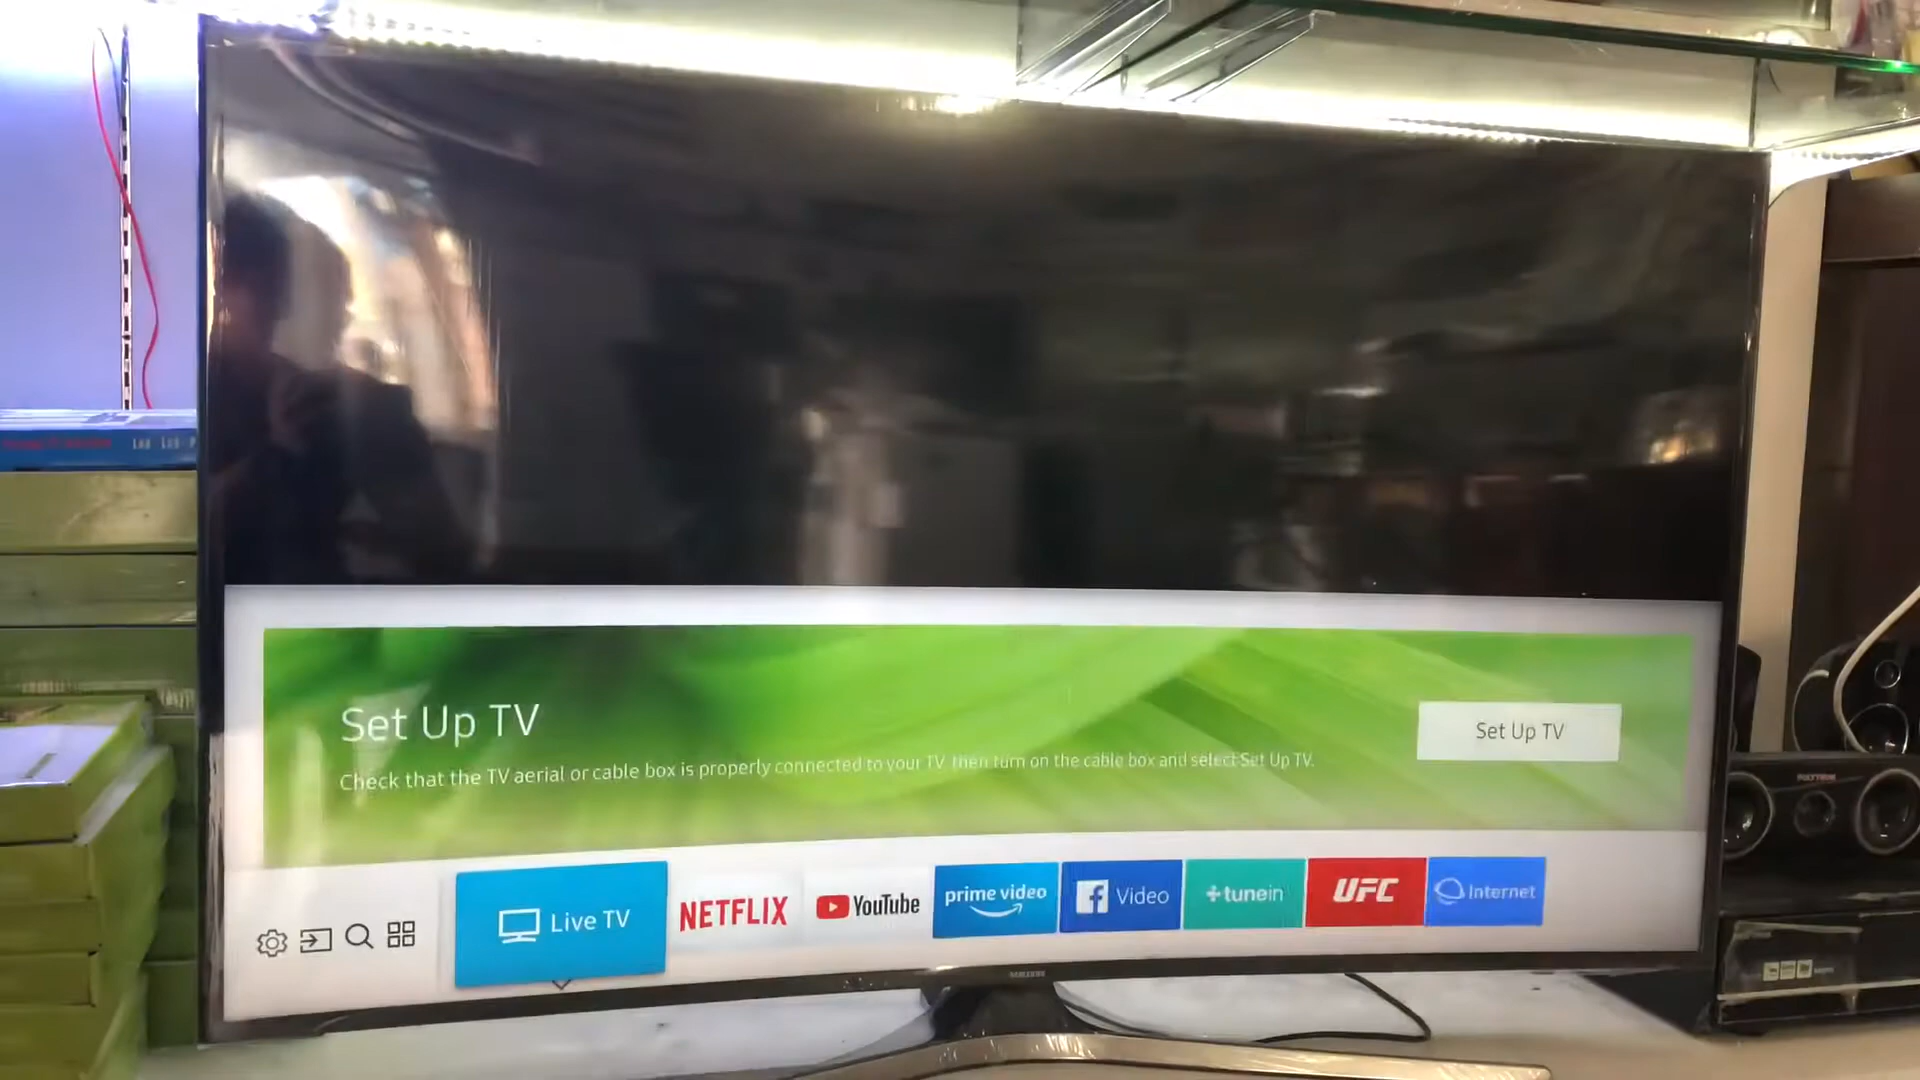 Set Up TV
Check that the TV aerial or cable box is properly connected to your TV then turn on the cable box and select Set Up TV.
Set Up TV
Live TV
NETFLIX
YouTube
prime video
f Video
tunein
UFC
Internet
SAMSUNG
POLYTRON